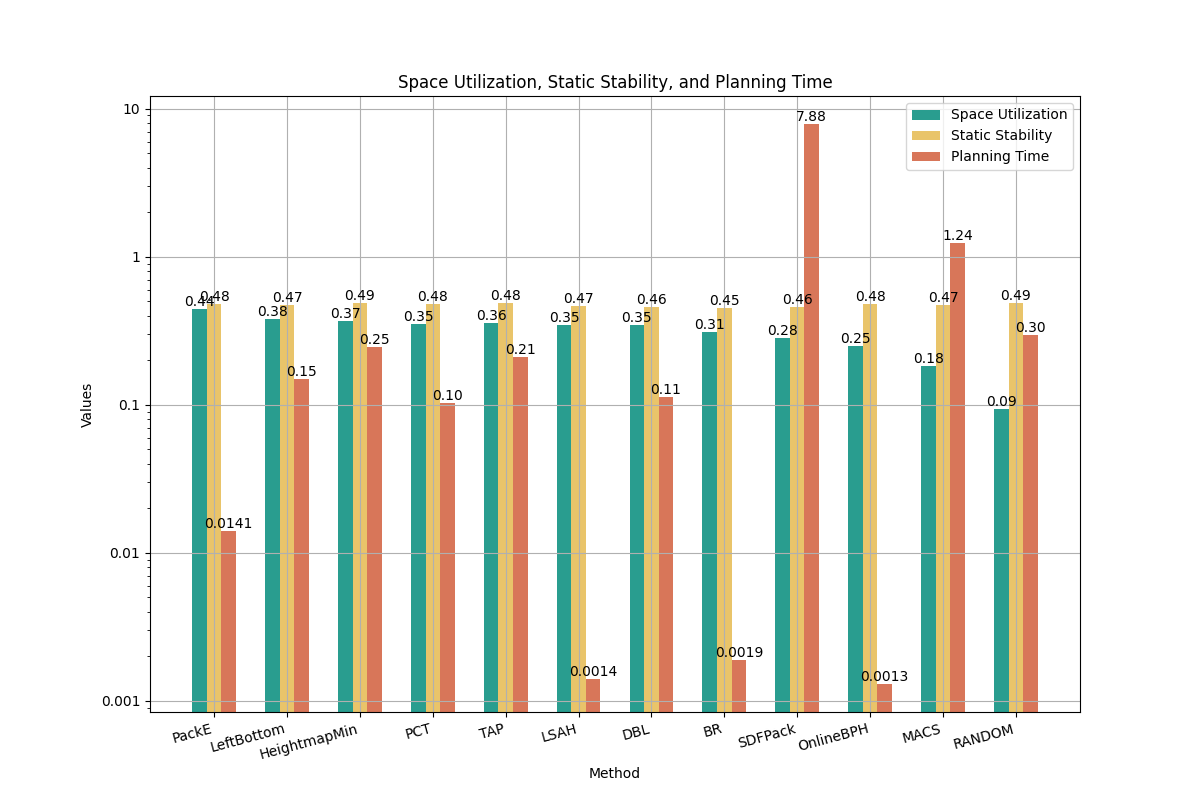 Space Utilization, Static Stability, and Planning Time
Space Utilization
Static Stability
Planning Time
Values
10
1
0.1
0.01
0.001
0.44
0.48
0.0141
0.38
0.47
0.15
0.37
0.49
0.25
0.35
0.48
0.10
0.36
0.48
0.21
0.35
0.47
0.0014
0.35
0.46
0.11
0.31
0.45
0.0019
0.28
0.46
7.88
0.25
0.48
0.0013
0.18
0.47
1.24
0.09
0.49
0.30
PackE
LeftBottom
HeightmapMin
PCT
TAP
LSAH
DBL
BR
SDFPack
OnlineBPH
MACS
RANDOM
Method